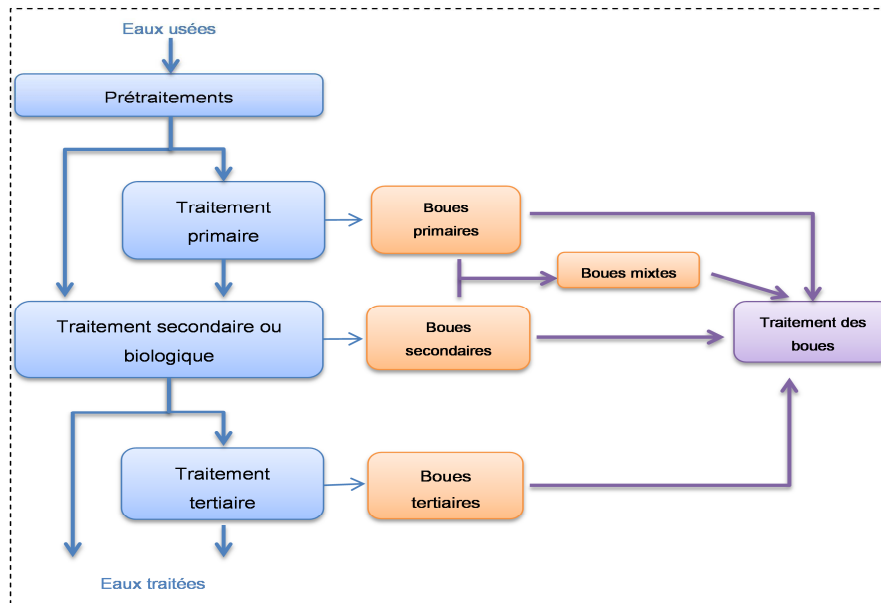 Eaux usées
Prétraitements
Traitement
primaire
Boues
primaires
Boues mixtes
Traitement secondaire ou
biologique
Boues
secondaires
Traitement des
boues
Traitement
tertiaire
Boues
tertiaires
Eaux traitées